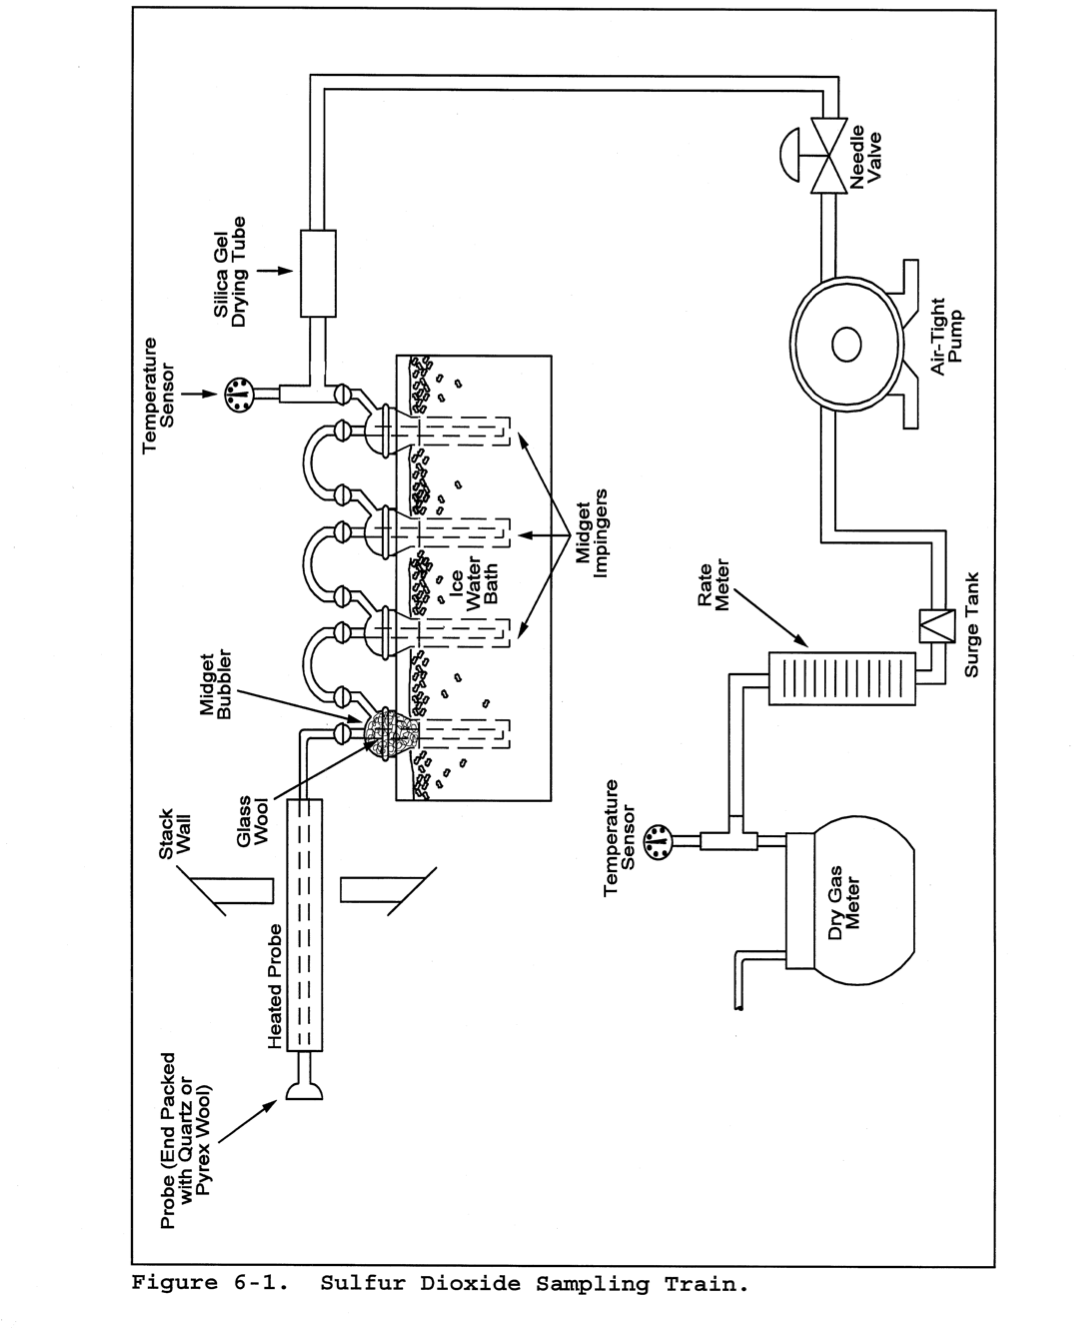 Probe (End Packed
with Quartz or
Pyrex Wool)
Heated Probe
Stack
Wall
Glass
Wool
Midget
Bubbler
Temperature
Sensor
Silica Gel
Drying Tube
Ice
Water
Bath
Midget
Impingers
Temperature
Sensor
Dry Gas
Meter
Rate
Meter
Surge Tank
Air-Tight
Pump
Needle
Valve
Figure 6-1. Sulfur Dioxide Sampling Train.